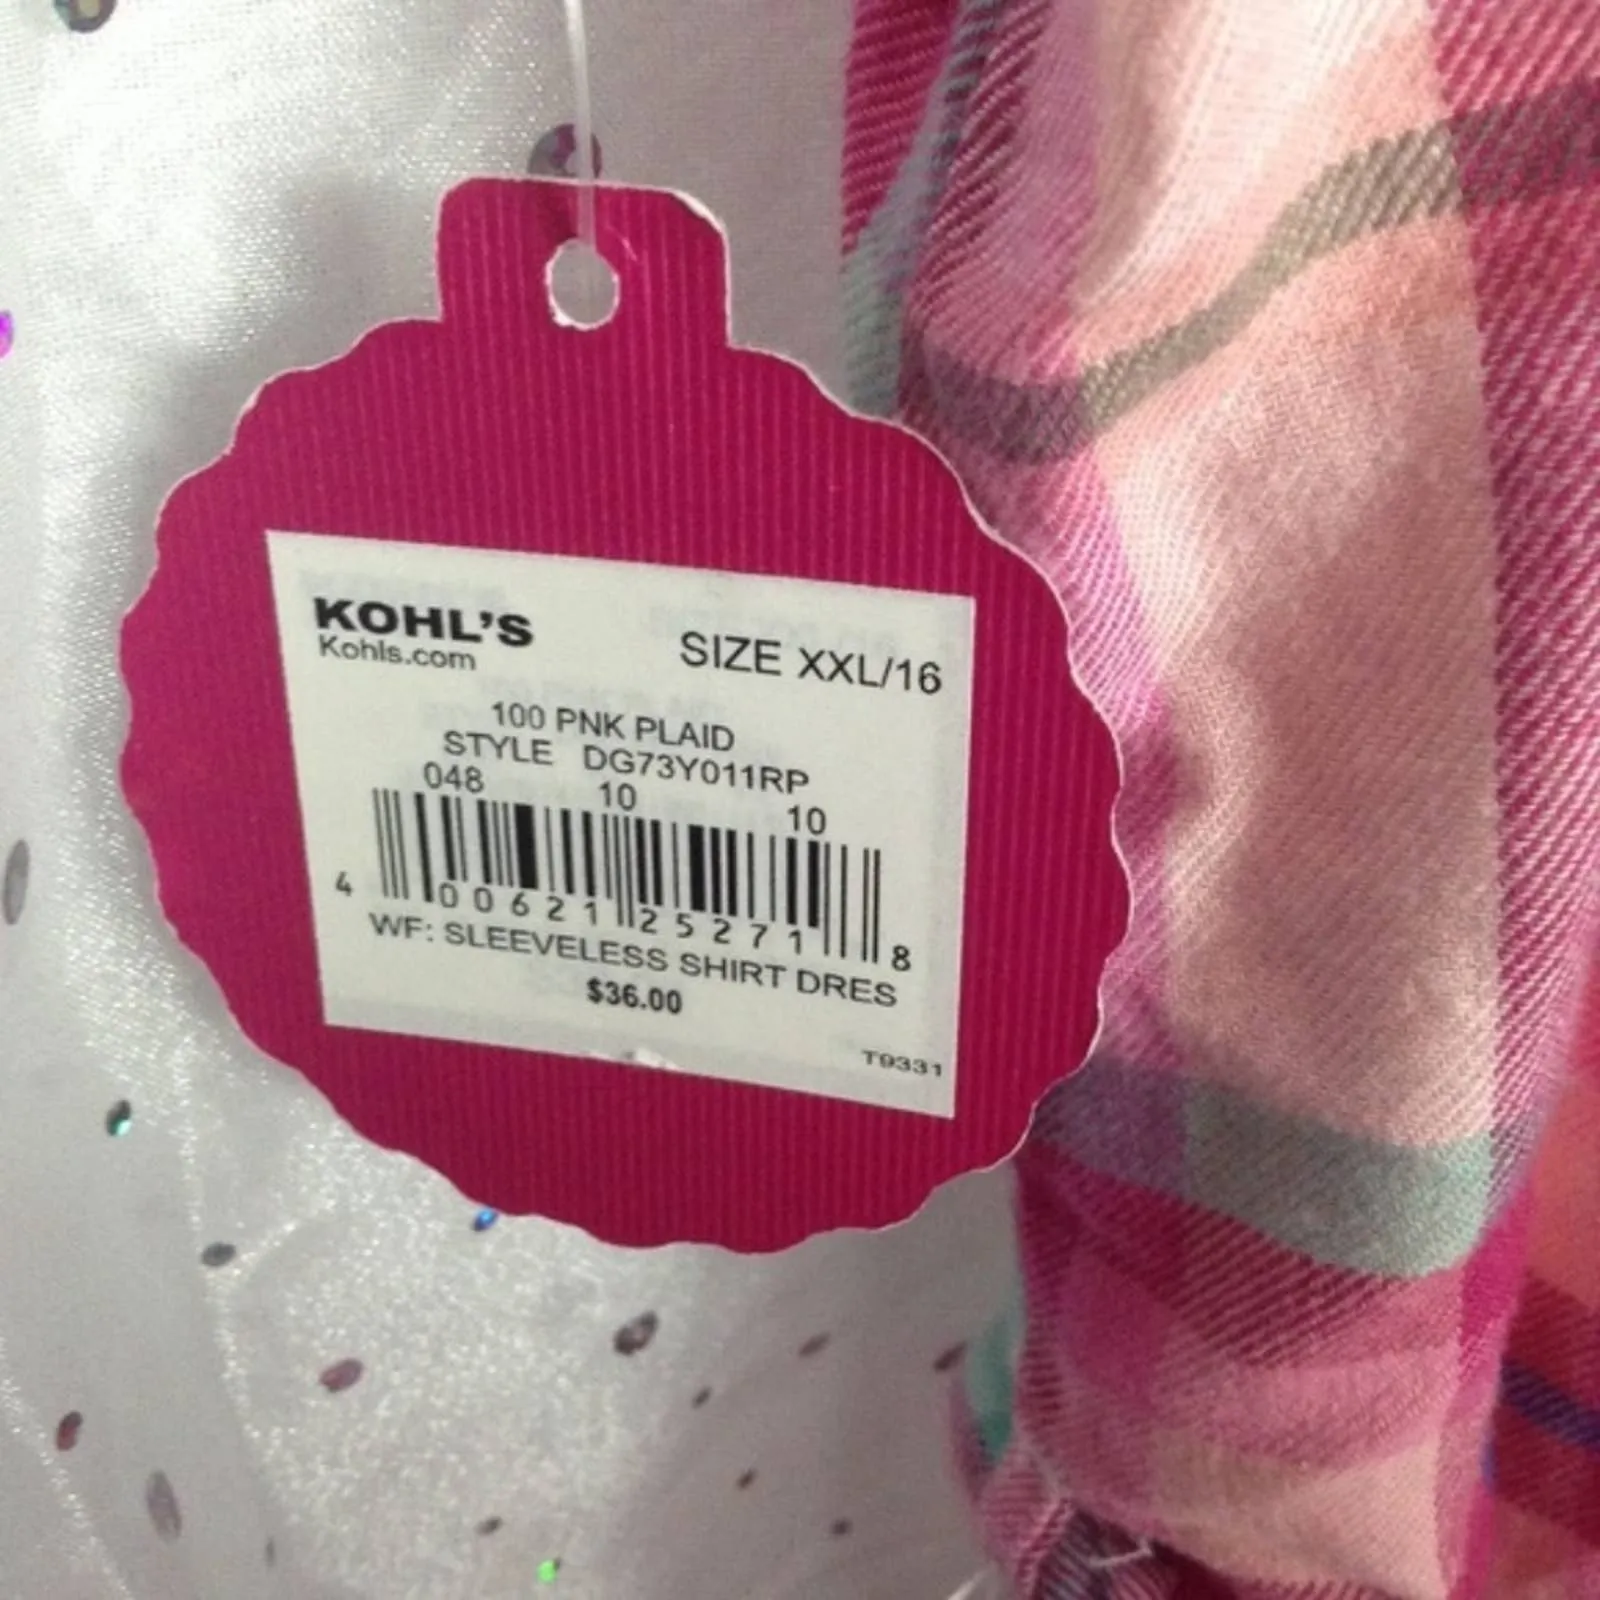 KOHL'S
Kohls.com
SIZE XXL/16
100 PNK PLAID
STYLE DG73Y011RP
048 10 10
4 00621 25271 8
WF: SLEEVELESS SHIRT DRES
$36.00
T9331